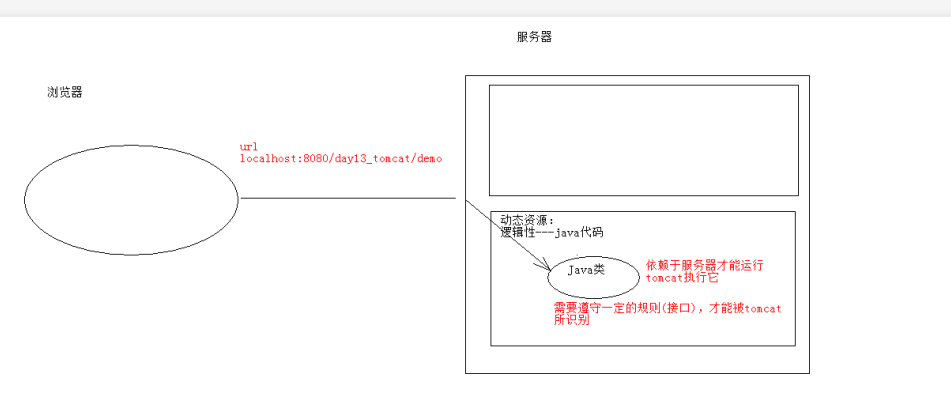 服务器
浏览器
url
localhost:8080/day13_tomcat/demo
动态资源:
逻辑性---java代码
Java类
依赖于服务器才能运行
tomcat执行它
需要遵守一定的规则(接口), 才能被tomcat
所识别